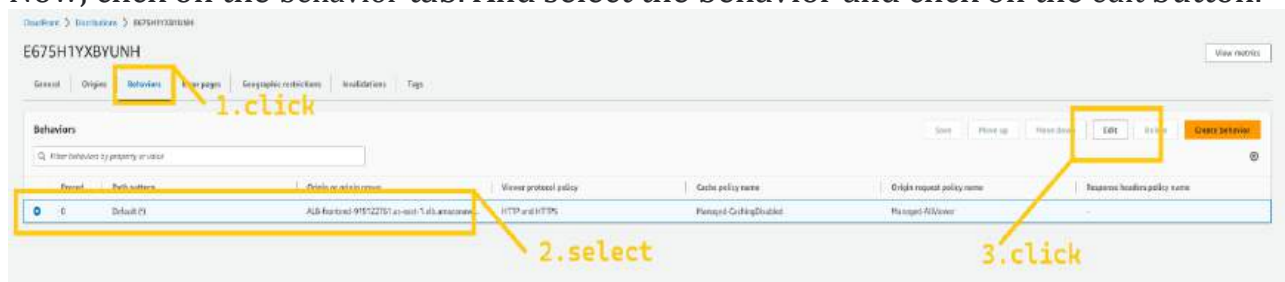 Now, click on the behavior tab. And select the behavior and click on the edit button.
CloudFront > Distributions > E675H1YXBYUNH
E675H1YXBYUNH
View metrics
General Origins Behaviors Error pages Geographic restrictions Invalidations Tags
1.click
Behaviors
Save Move up Move down Edit Delete Create behavior
Filter behaviors by property or value
Preced... Path pattern Origin or origin group Viewer protocol policy Cache policy name Origin request policy name Response headers policy name
0 Default (*) HTTP and HTTPS Managed-CachingDisabled Managed-AllViewer -
2.select
3.click